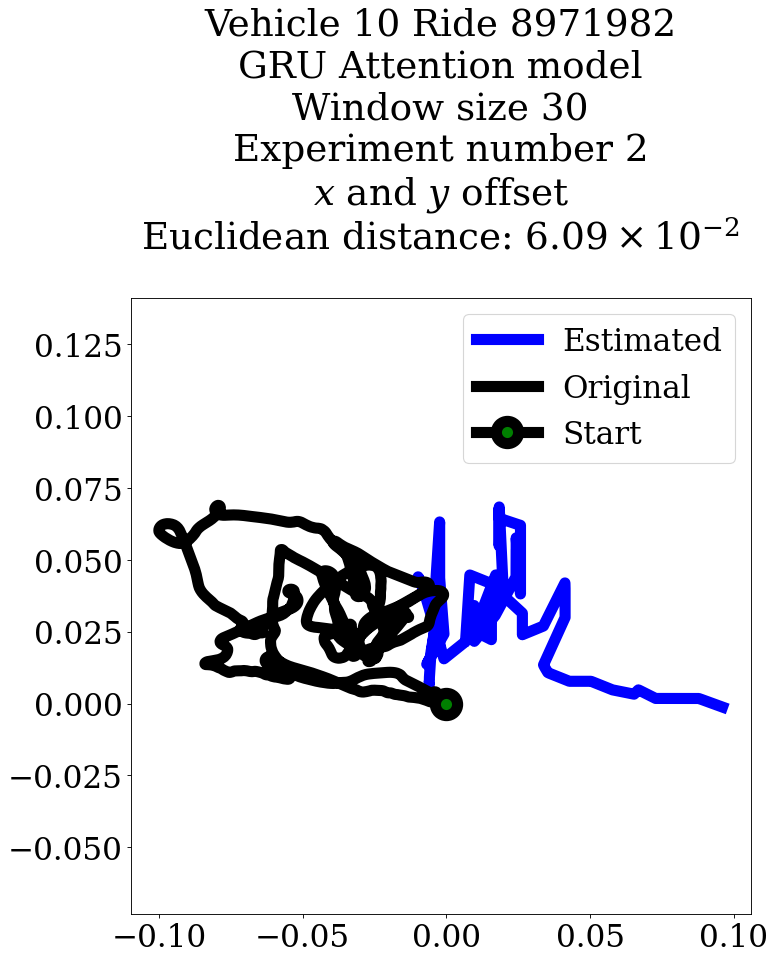 Vehicle 10 Ride 8971982
GRU Attention model
Window size 30
Experiment number 2
x and y offset
Euclidean distance: 6.09 × 10⁻²
Estimated
Original
Start
0.125
0.100
0.075
0.050
0.025
0.000
−0.025
−0.050
−0.10 −0.05 0.00 0.05 0.10